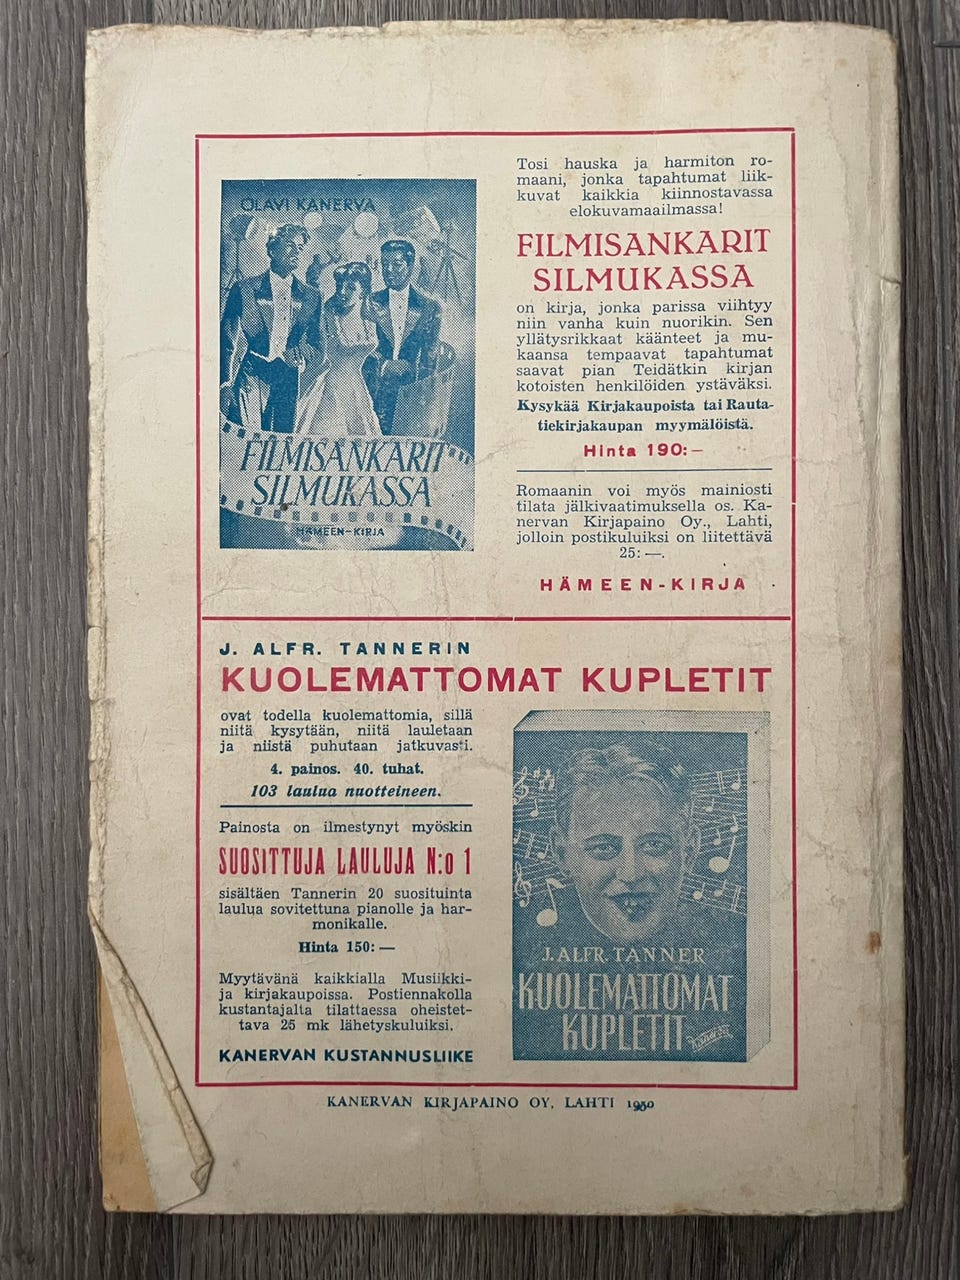 OLAVI KANERVA
FILMISANKARIT
SILMUKASSA
HÄMEEN-KIRJA
Tosi hauska ja harmiton ro-
maani, jonka tapahtumat liik-
kuvat kaikkia kiinnostavassa
elokuvamaailmassa!
FILMISANKARIT
SILMUKASSA
on kirja, jonka parissa viihtyy
niin vanha kuin nuorikin. Sen
yllätysrikkaat käänteet ja mu-
kaansa tempaavat tapahtumat
saavat pian Teidätkin kirjan
kotoisten henkilöiden ystäväksi.
Kysykää Kirjakaupoista tai Rauta-
tiekirjakaupan myymälöistä.
Hinta 190:—
Romaanin voi myös mainiosti
tilata jälkivaatimuksella os. Ka-
nervan Kirjapaino Oy., Lahti,
jolloin postikuluiksi on liitettävä
25: —.
HÄMEEN-KIRJA
J. ALFR. TANNERIN
KUOLEMATTOMAT KUPLETIT
ovat todella kuolemattomia, sillä
niitä kysytään, niitä lauletaan
ja niistä puhutaan jatkuvasti.
4. painos. 40. tuhat.
103 laulua nuotteineen.
Painosta on ilmestynyt myöskin
SUOSITTUJA LAULUJA N:o 1
sisältäen Tannerin 20 suosituinta
laulua sovitettuna pianolle ja har-
monikalle.
Hinta 150: —
Myytävänä kaikkialla Musiikki-
ja kirjakaupoissa. Postiennakolla
kustantajalta tilattaessa oheistet-
tava 25 mk lähetyskuluiksi.
KANERVAN KUSTANNUSLIIKE
J. ALFR. TANNER
KUOLEMATTOMAT
KUPLETIT
KANERVAN KIRJAPAINO OY, LAHTI 1950